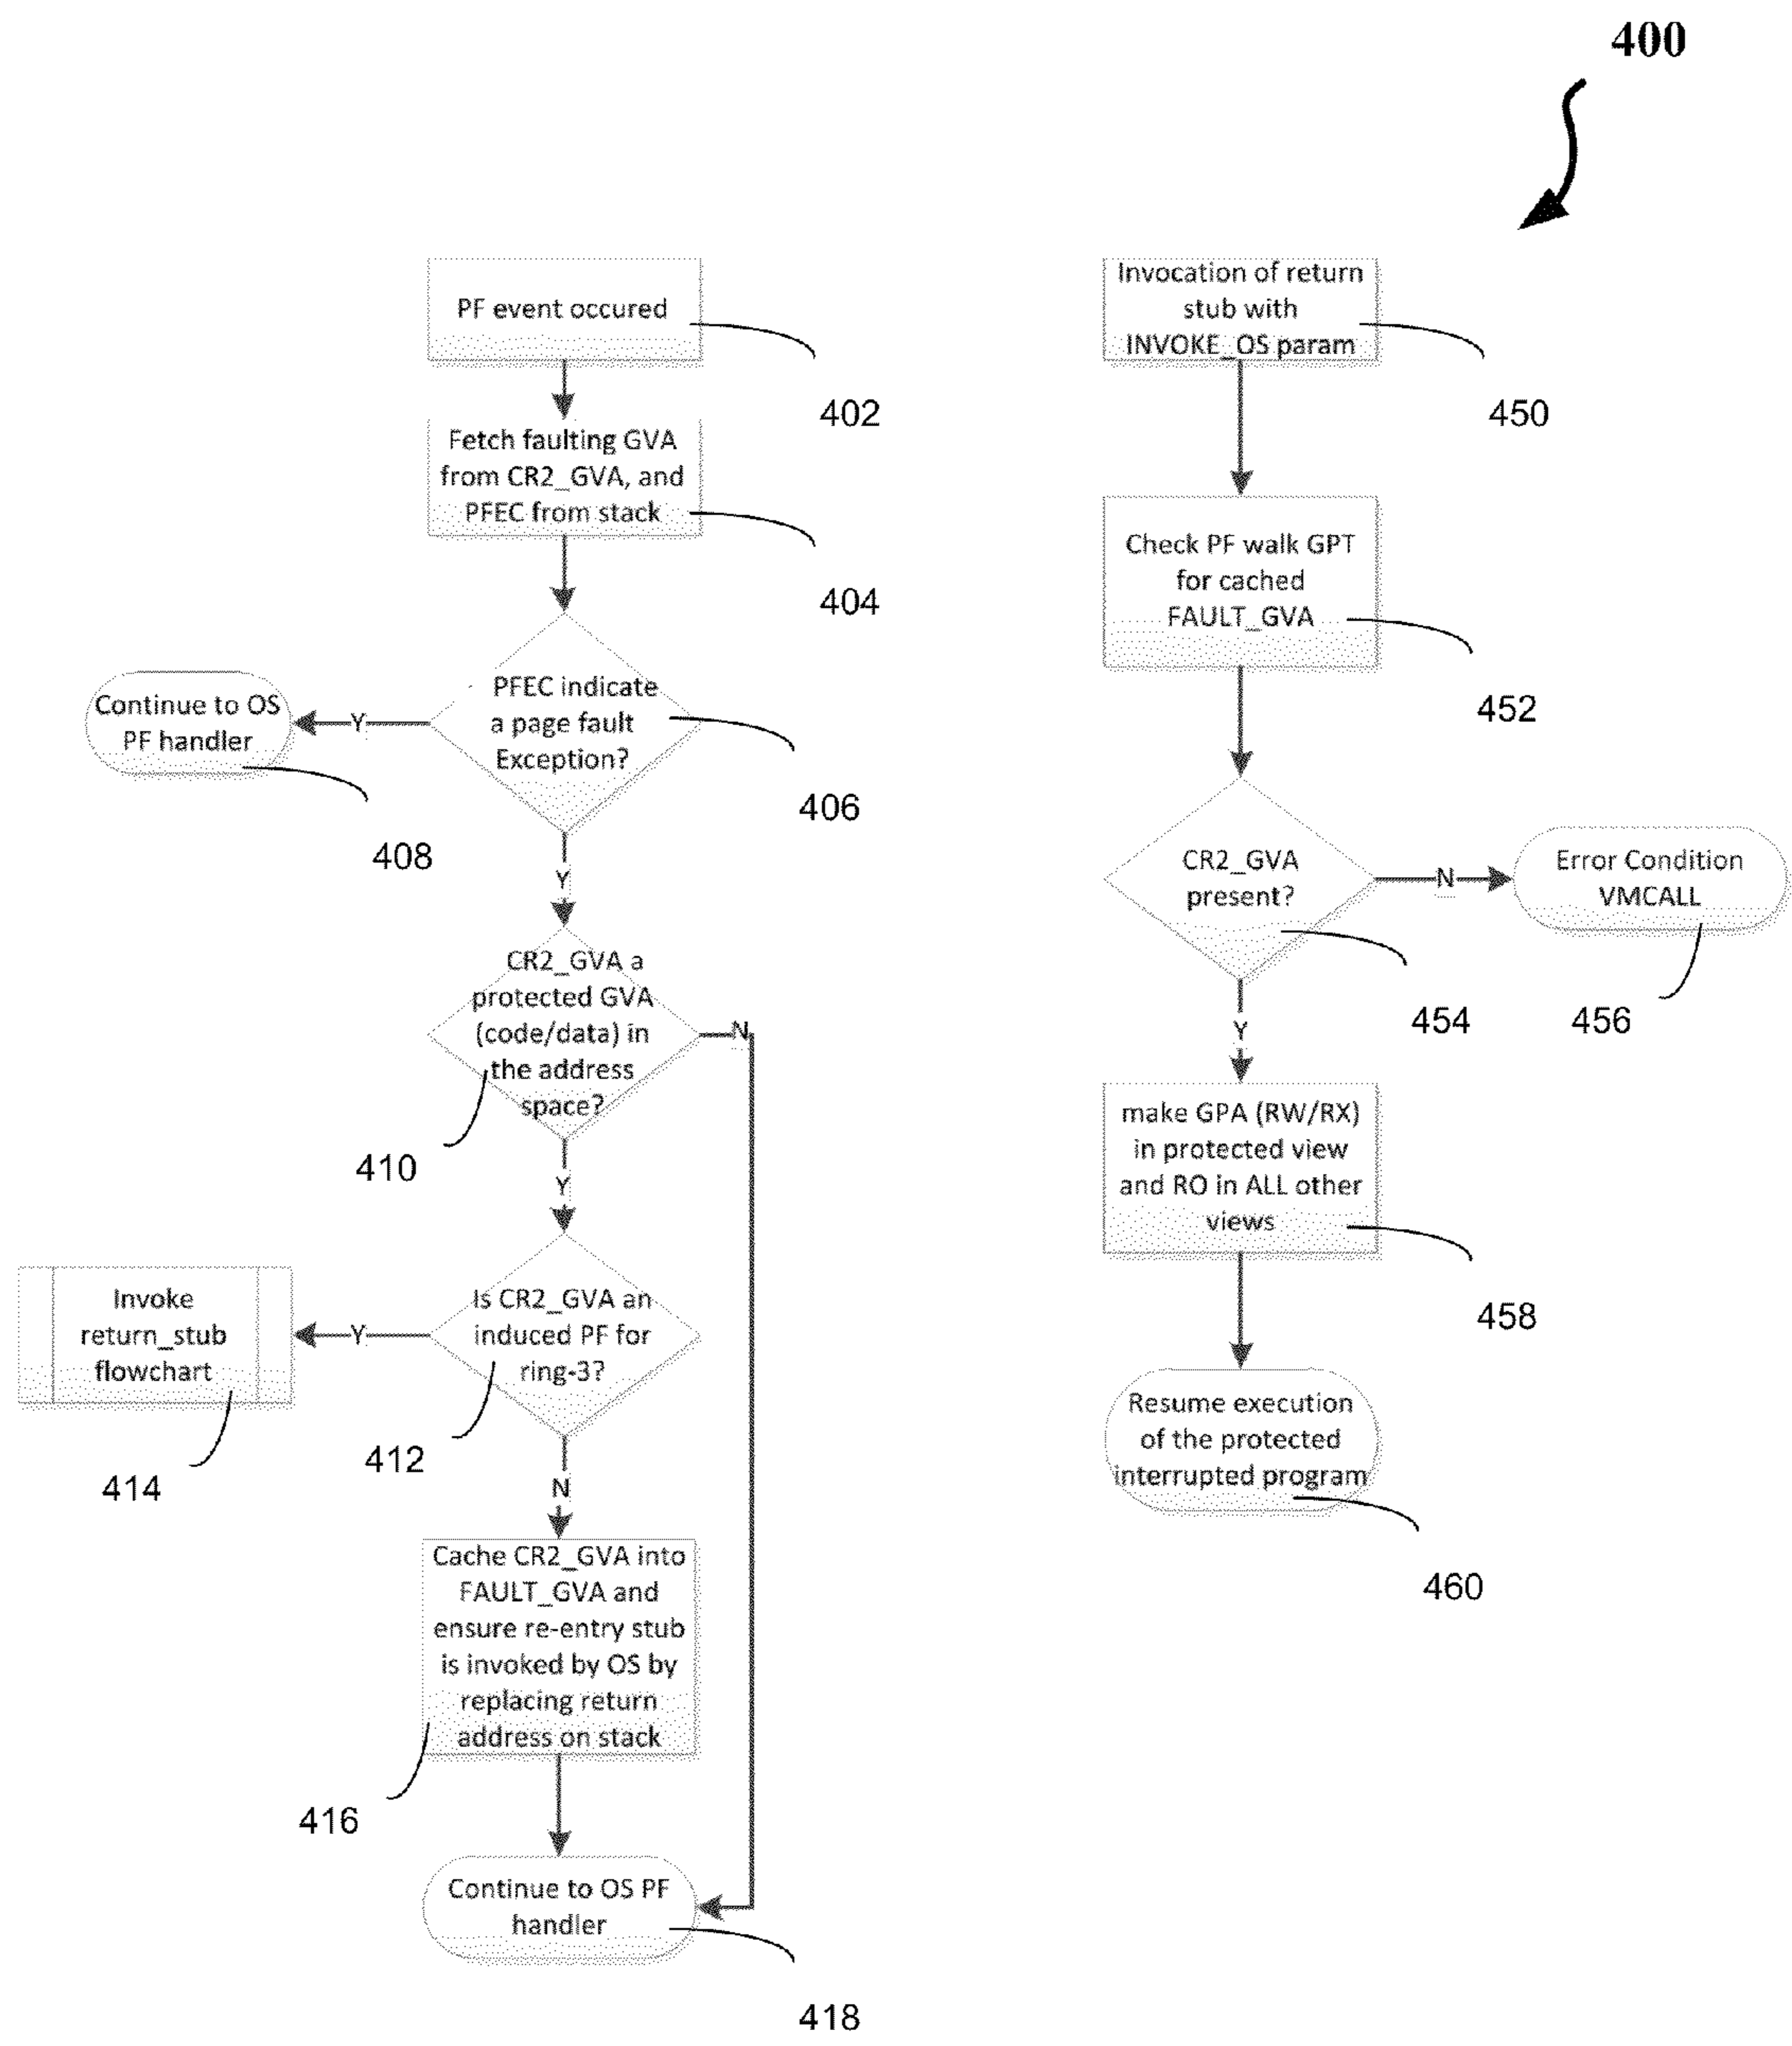 400
PF event occured
402
Fetch faulting GVA
from CR2_GVA, and
PFEC from stack
404
PFEC indicate
a page fault
Exception?
406
Y
Continue to OS
PF handler
408
Y
CR2_GVA a
protected GVA
(code/data) in
the address
space?
410
N
Y
Is CR2_GVA an
induced PF for
ring-3?
412
Y
Invoke
return_stub
flowchart
414
N
Cache CR2_GVA into
FAULT_GVA and
ensure re-entry stub
is invoked by OS by
replacing return
address on stack
416
Continue to OS PF
handler
418
Invocation of return
stub with
INVOKE_OS param
450
Check PF walk GPT
for cached
FAULT_GVA
452
CR2_GVA
present?
454
N
Error Condition
VMCALL
456
Y
make GPA (RW/RX)
in protected view
and RO in ALL other
views
458
Resume execution
of the protected
interrupted program
460